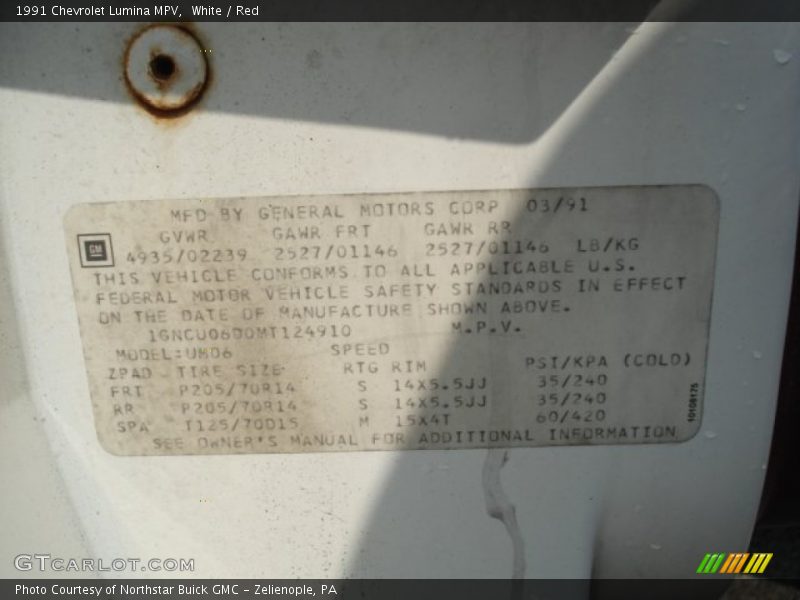 1991 Chevrolet Lumina MPV,  White / Red
MFD BY GENERAL MOTORS CORP 03/91
GVWR GAWR FRT GAWR RR
GM 4935/02239 2527/01146 2527/01146 LB/KG
THIS VEHICLE CONFORMS TO ALL APPLICABLE U.S.
FEDERAL MOTOR VEHICLE SAFETY STANDARDS IN EFFECT
ON THE DATE OF MANUFACTURE SHOWN ABOVE.
1GNCU06D0MT124910 M.P.V.
MODEL:UM06 SPEED
ZPAD TIRE SIZE RTG RIM PSI/KPA (COLD)
FRT P205/70R14 S 14X5.5JJ 35/240
RR P205/70R14 S 14X5.5JJ 35/240
SPA T125/70D15 M 15X4T 60/420
SEE OWNER'S MANUAL FOR ADDITIONAL INFORMATION
10108175
GTCARLOT.COM
Photo Courtesy of Northstar Buick GMC – Zelienople, PA